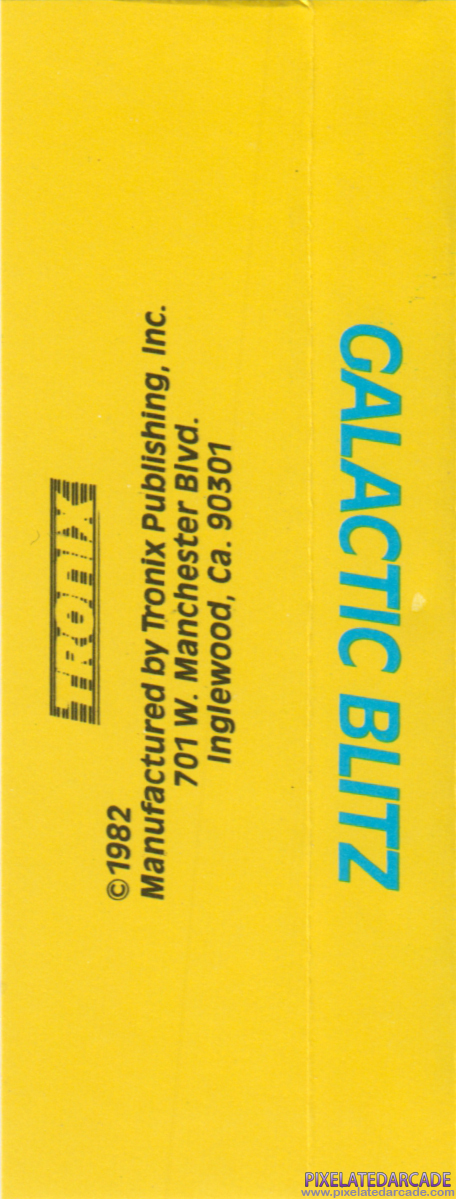 GALACTIC BLITZ
TRONIX
©1982
Manufactured by Tronix Publishing, Inc.
701 W. Manchester Blvd.
Inglewood, Ca. 90301
PIXELATEDARCADE
www.pixelatedarcade.com